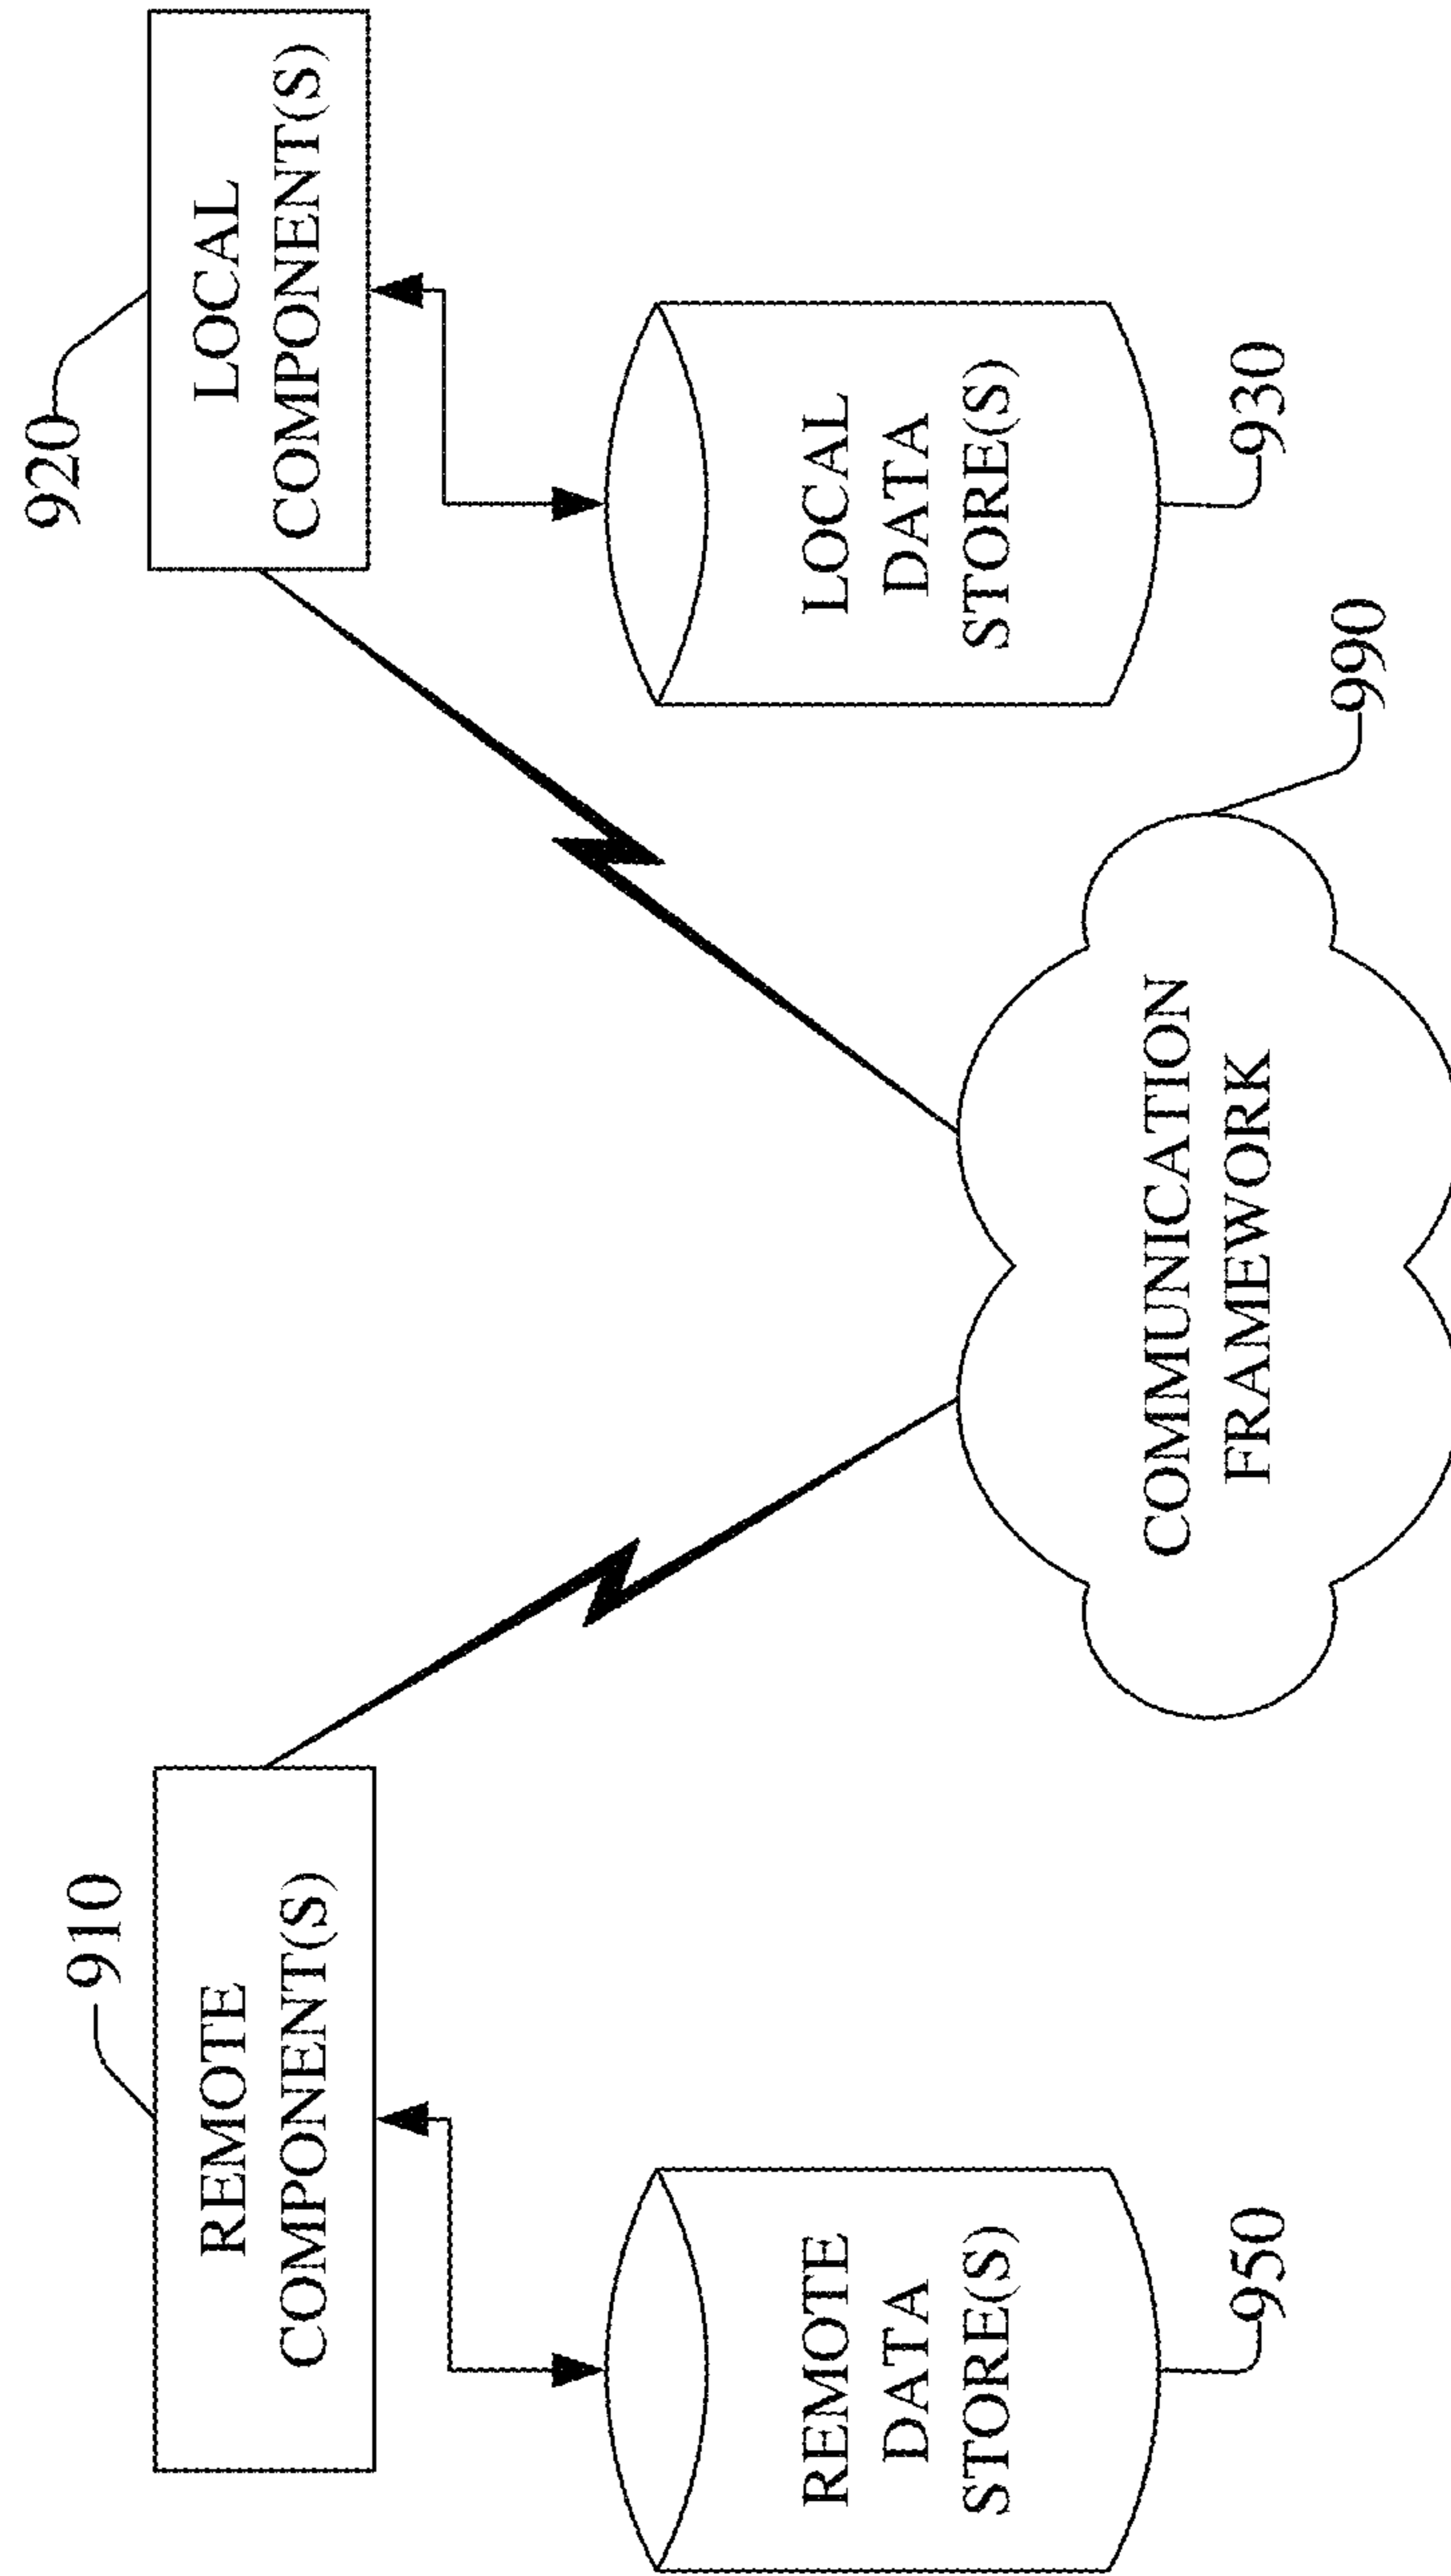 910
920
REMOTE
COMPONENT(S)
LOCAL
COMPONENT(S)
REMOTE
DATA
STORE(S)
LOCAL
DATA
STORE(S)
950
930
990
COMMUNICATION
FRAMEWORK